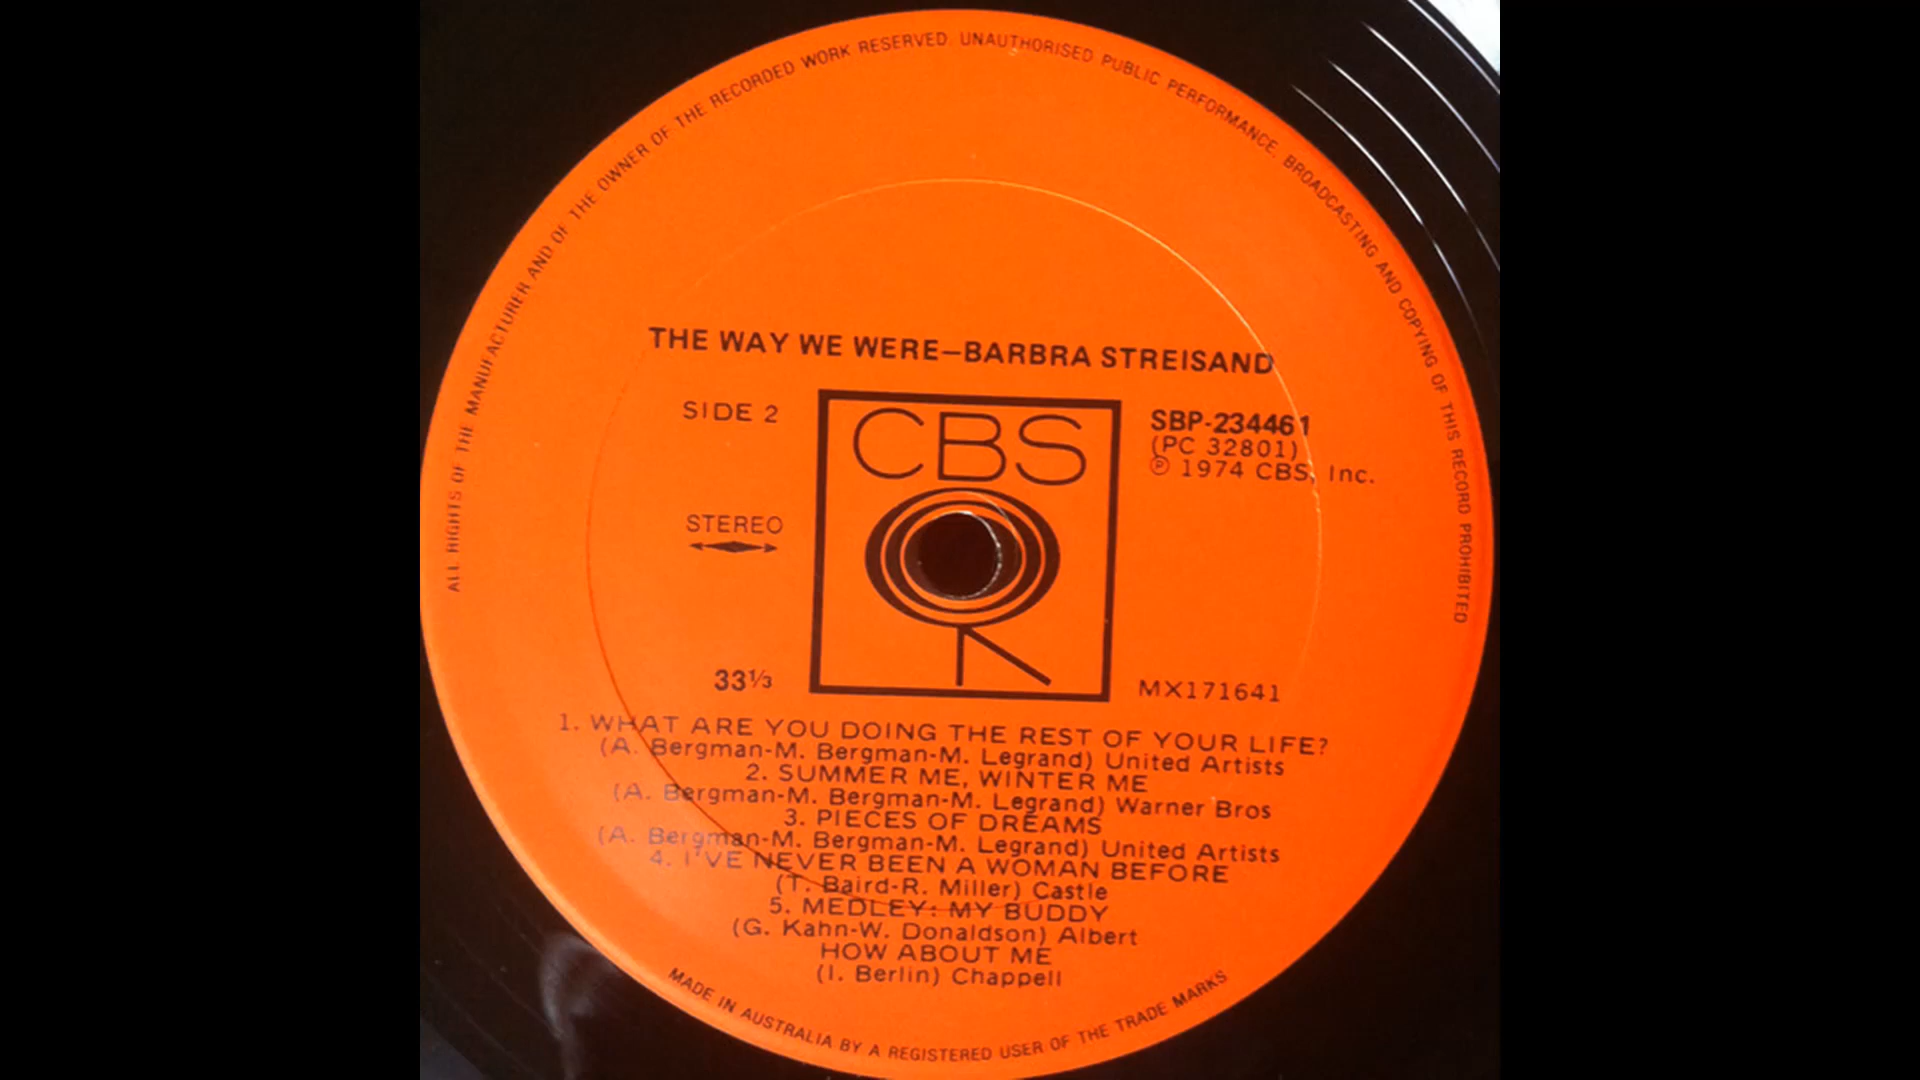 ALL RIGHTS OF THE MANUFACTURER AND OF THE OWNER OF THE RECORDED WORK RESERVED. UNAUTHORISED PUBLIC PERFORMANCE. BROADCASTING AND COPYING OF THIS RECORD PROHIBITED
THE WAY WE WERE—BARBRA STREISAND
SIDE 2
CBS
SBP-234461
(PC 32801)
℗ 1974 CBS, Inc.
STEREO
33⅓
MX171641
1. WHAT ARE YOU DOING THE REST OF YOUR LIFE?
(A. Bergman-M. Bergman-M. Legrand) United Artists
2. SUMMER ME, WINTER ME
(A. Bergman-M. Bergman-M. Legrand) Warner Bros
3. PIECES OF DREAMS
(A. Bergman-M. Bergman-M. Legrand) United Artists
4. I'VE NEVER BEEN A WOMAN BEFORE
(T. Baird-R. Miller) Castle
5. MEDLEY: MY BUDDY
(G. Kahn-W. Donaldson) Albert
HOW ABOUT ME
(I. Berlin) Chappell
MADE IN AUSTRALIA BY A REGISTERED USER OF THE TRADE MARKS